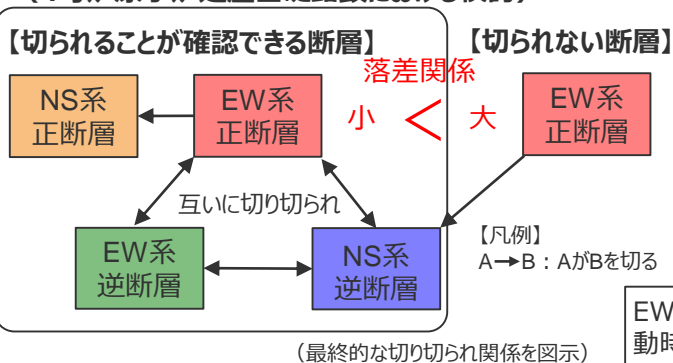 【切られることが確認できる断層】
【切られない断層】
落差関係
NS系
正断層
EW系
正断層
小 < 大
EW系
正断層
互いに切り切られ
EW系
逆断層
NS系
逆断層
【凡例】
A→B：AがBを切る
（最終的な切り切られ関係を図示）
EW
動時